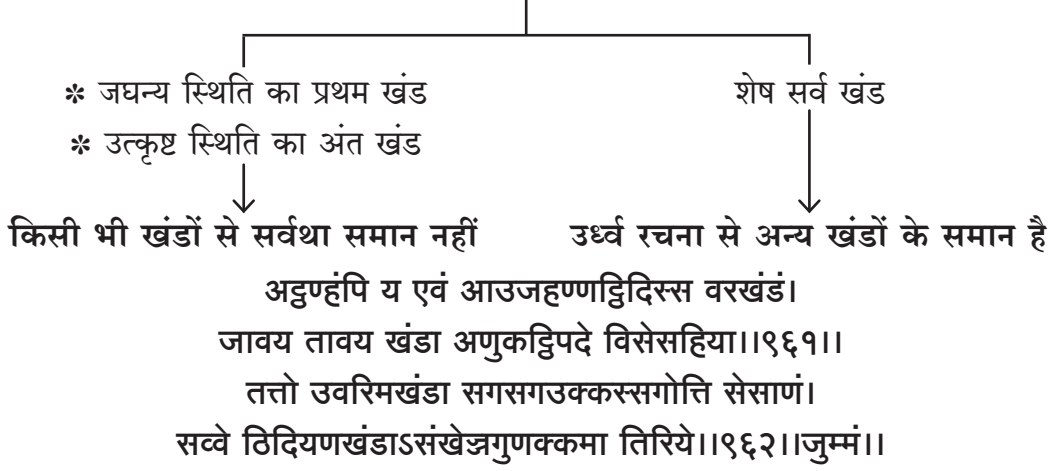 ✽ जघन्य स्थिति का प्रथम खंड
✽ उत्कृष्ट स्थिति का अंत खंड
शेष सर्व खंड
किसी भी खंडों से सर्वथा समान नहीं
उर्ध्व रचना से अन्य खंडों के समान है
अट्ठण्हंपि य एवं आउजहण्णट्ठिदिस्स वरखंडं।
जावय तावय खंडा अणुकट्ठिपदे विसेसहिया।।९६१।।
तत्तो उवरिमखंडा सगसगउक्कस्सगोत्ति सेसाणं।
सव्वे ठिदियणखंडाऽसंखेज्जगुणक्कमा तिरिये।।९६२।।जुम्मं।।